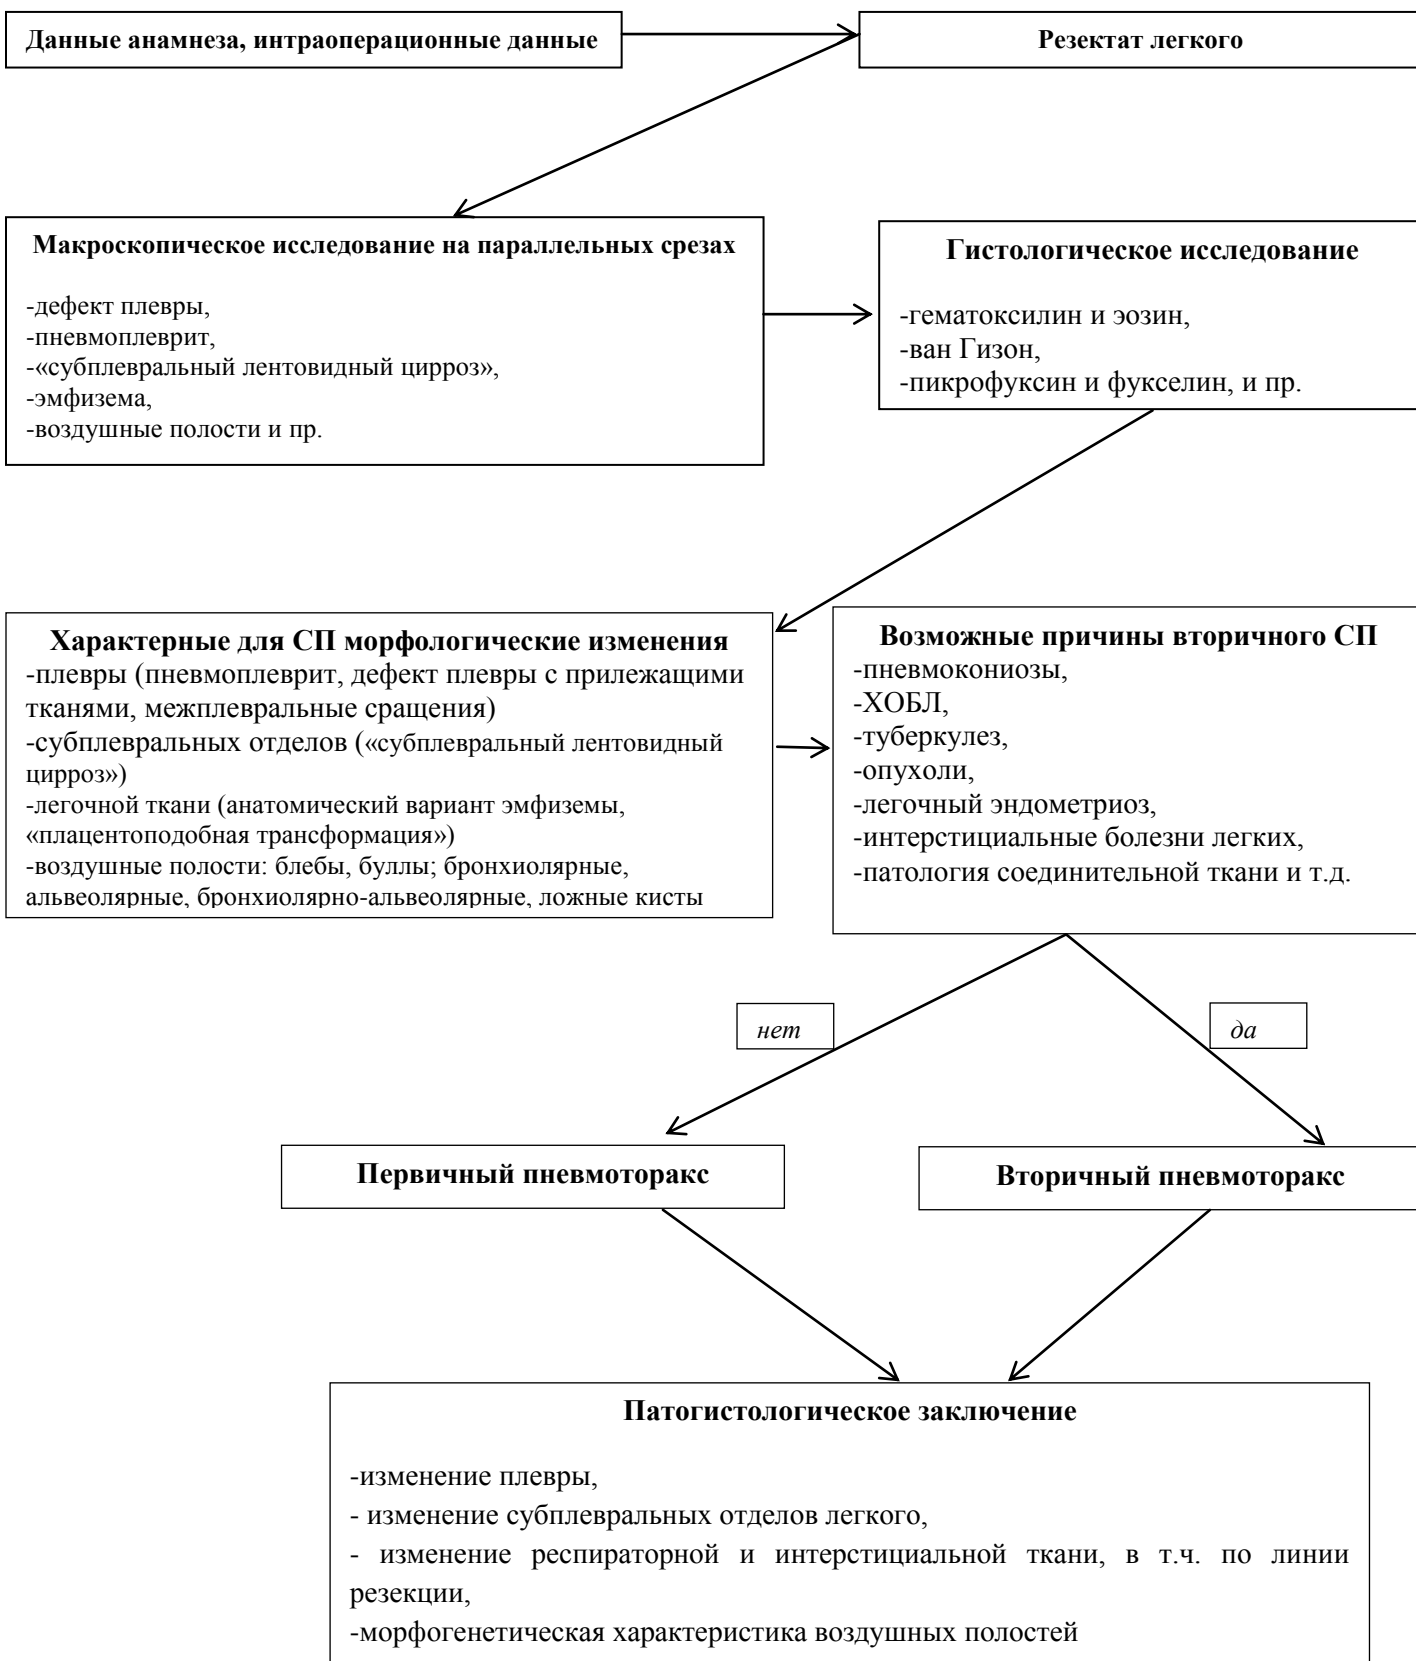 Данные анамнеза, интраоперационные данные
Резектат легкого
Макроскопическое исследование на параллельных срезах
-дефект плевры,
-пневмоплеврит,
-«субплевральный лентовидный цирроз»,
-эмфизема,
-воздушные полости и пр.
Гистологическое исследование
-гематоксилин и эозин,
-ван Гизон,
-пикрофуксин и фукселин, и пр.
Характерные для СП морфологические изменения
-плевры (пневмоплеврит, дефект плевры с прилежащими
тканями, межплевральные сращения)
-субплевральных отделов («субплевральный лентовидный
цирроз»)
-легочной ткани (анатомический вариант эмфиземы,
«плацентоподобная трансформация»)
-воздушные полости: блебы, буллы; бронхиолярные,
альвеолярные, бронхиолярно-альвеолярные, ложные кисты
Возможные причины вторичного СП
-пневмокониозы,
-ХОБЛ,
-туберкулез,
-опухоли,
-легочный эндометриоз,
-интерстициальные болезни легких,
-патология соединительной ткани и т.д.
нет
да
Первичный пневмоторакс
Вторичный пневмоторакс
Патогистологическое заключение
-изменение плевры,
- изменение субплевральных отделов легкого,
- изменение респираторной и интерстициальной ткани, в т.ч. по линии
резекции,
-морфогенетическая характеристика воздушных полостей